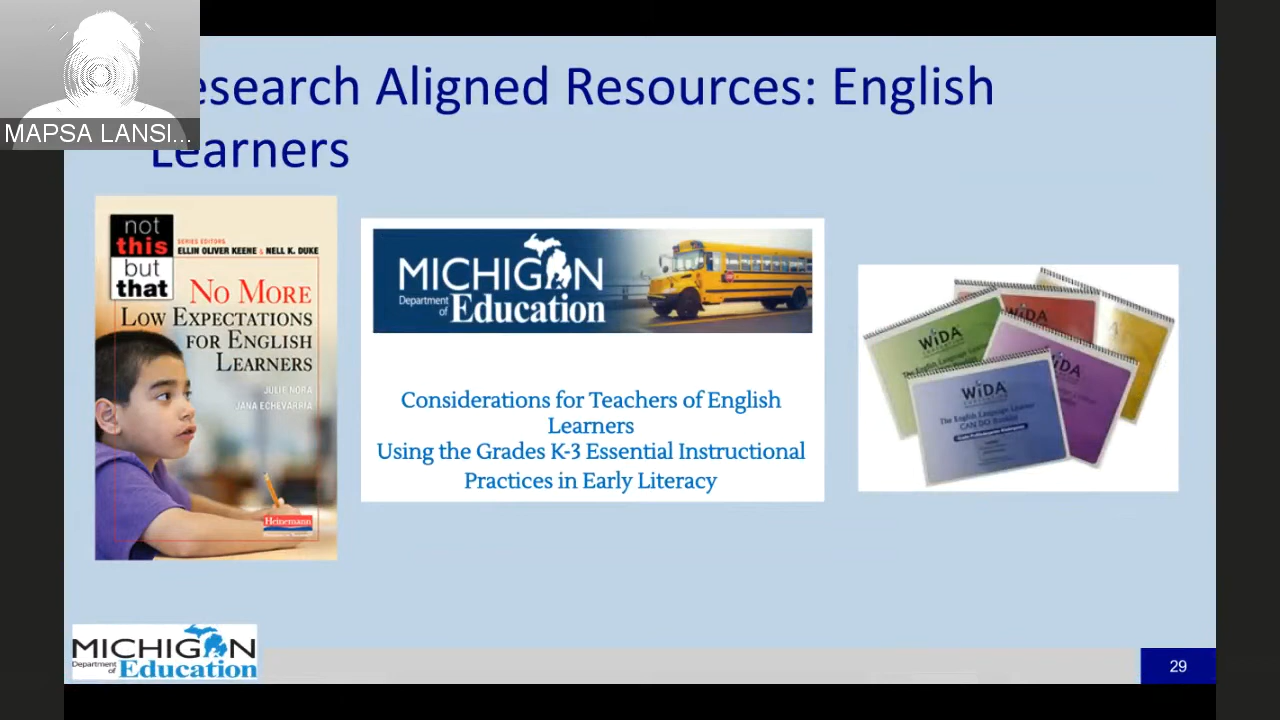 MAPSA LANSI...
esearch Aligned Resources: English
Learners
not
this
but
that
SERIES EDITORS
ELLIN OLIVER KEENE & NELL K. DUKE
NO MORE
LOW EXPECTATIONS
FOR ENGLISH
LEARNERS
JULIE NORA
JANA ECHEVARRIA
Heinemann
MICHIGAN
Department of Education
Considerations for Teachers of English
Learners
Using the Grades K-3 Essential Instructional
Practices in Early Literacy
WiDA
WiDA
WiDA
The English Language Learner
CAN DO Booklet
MICHIGAN
Department of Education
29